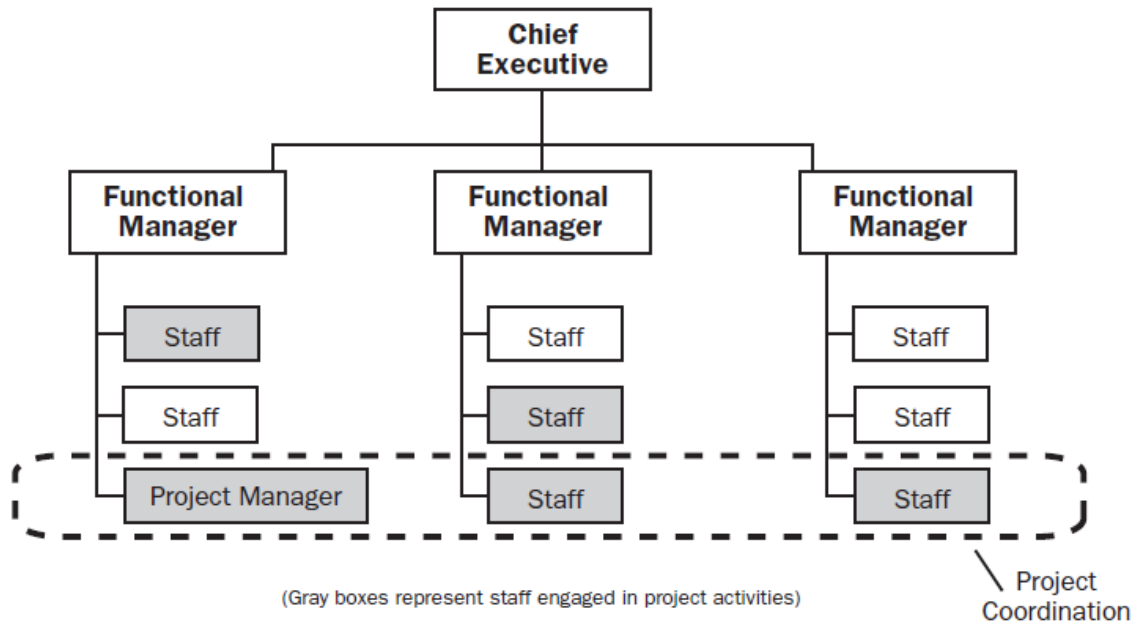 Chief
Executive
Functional
Manager
Functional
Manager
Functional
Manager
Staff
Staff
Staff
Staff
Staff
Staff
Project Manager
Staff
Staff
(Gray boxes represent staff engaged in project activities)
Project
Coordination